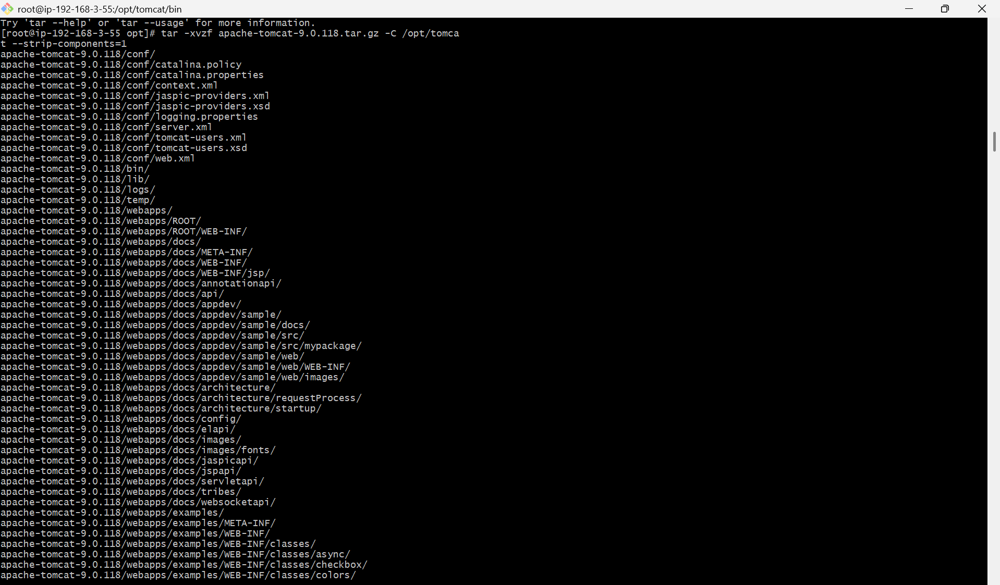 root@ip-192-168-3-55:/opt/tomcat/bin
Try 'tar --help' or 'tar --usage' for more information.
[root@ip-192-168-3-55 opt]# tar -xvzf apache-tomcat-9.0.118.tar.gz -C /opt/tomca
t --strip-components=1
apache-tomcat-9.0.118/conf/
apache-tomcat-9.0.118/conf/catalina.policy
apache-tomcat-9.0.118/conf/catalina.properties
apache-tomcat-9.0.118/conf/context.xml
apache-tomcat-9.0.118/conf/jaspic-providers.xml
apache-tomcat-9.0.118/conf/jaspic-providers.xsd
apache-tomcat-9.0.118/conf/logging.properties
apache-tomcat-9.0.118/conf/server.xml
apache-tomcat-9.0.118/conf/tomcat-users.xml
apache-tomcat-9.0.118/conf/tomcat-users.xsd
apache-tomcat-9.0.118/conf/web.xml
apache-tomcat-9.0.118/bin/
apache-tomcat-9.0.118/lib/
apache-tomcat-9.0.118/logs/
apache-tomcat-9.0.118/temp/
apache-tomcat-9.0.118/webapps/
apache-tomcat-9.0.118/webapps/ROOT/
apache-tomcat-9.0.118/webapps/ROOT/WEB-INF/
apache-tomcat-9.0.118/webapps/docs/
apache-tomcat-9.0.118/webapps/docs/META-INF/
apache-tomcat-9.0.118/webapps/docs/WEB-INF/
apache-tomcat-9.0.118/webapps/docs/WEB-INF/jsp/
apache-tomcat-9.0.118/webapps/docs/annotationapi/
apache-tomcat-9.0.118/webapps/docs/api/
apache-tomcat-9.0.118/webapps/docs/appdev/
apache-tomcat-9.0.118/webapps/docs/appdev/sample/
apache-tomcat-9.0.118/webapps/docs/appdev/sample/docs/
apache-tomcat-9.0.118/webapps/docs/appdev/sample/src/
apache-tomcat-9.0.118/webapps/docs/appdev/sample/src/mypackage/
apache-tomcat-9.0.118/webapps/docs/appdev/sample/web/
apache-tomcat-9.0.118/webapps/docs/appdev/sample/web/WEB-INF/
apache-tomcat-9.0.118/webapps/docs/appdev/sample/web/images/
apache-tomcat-9.0.118/webapps/docs/architecture/
apache-tomcat-9.0.118/webapps/docs/architecture/requestProcess/
apache-tomcat-9.0.118/webapps/docs/architecture/startup/
apache-tomcat-9.0.118/webapps/docs/config/
apache-tomcat-9.0.118/webapps/docs/elapi/
apache-tomcat-9.0.118/webapps/docs/images/
apache-tomcat-9.0.118/webapps/docs/images/fonts/
apache-tomcat-9.0.118/webapps/docs/jaspicapi/
apache-tomcat-9.0.118/webapps/docs/jspapi/
apache-tomcat-9.0.118/webapps/docs/servletapi/
apache-tomcat-9.0.118/webapps/docs/tribes/
apache-tomcat-9.0.118/webapps/docs/websocketapi/
apache-tomcat-9.0.118/webapps/examples/
apache-tomcat-9.0.118/webapps/examples/META-INF/
apache-tomcat-9.0.118/webapps/examples/WEB-INF/
apache-tomcat-9.0.118/webapps/examples/WEB-INF/classes/
apache-tomcat-9.0.118/webapps/examples/WEB-INF/classes/async/
apache-tomcat-9.0.118/webapps/examples/WEB-INF/classes/checkbox/
apache-tomcat-9.0.118/webapps/examples/WEB-INF/classes/colors/